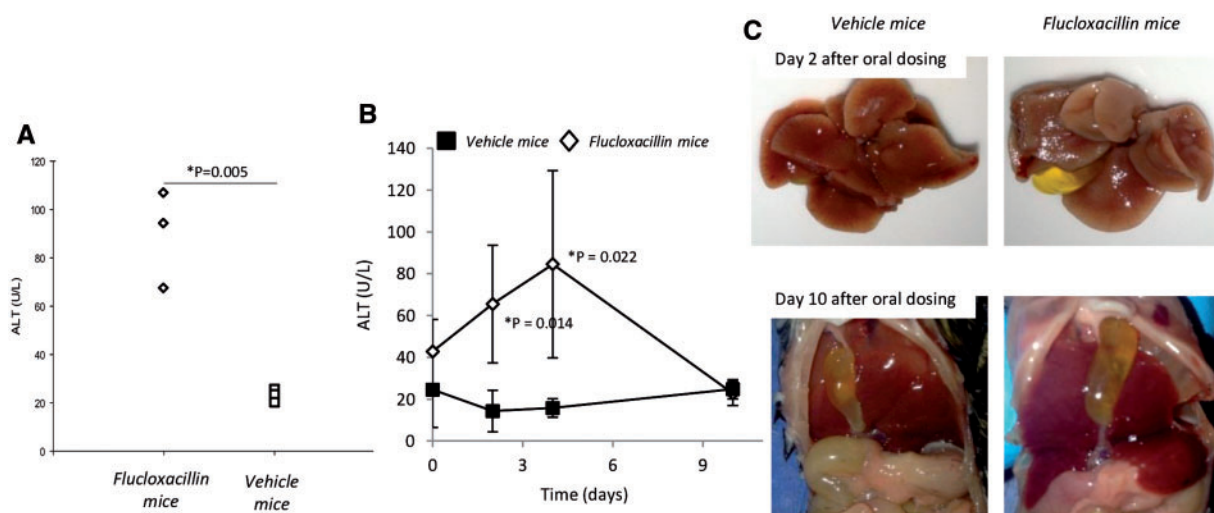 A
120
*P=0.005
100
80
60
40
20
0
ALT (U/L)
Flucloxacillin
mice
Vehicle
mice
B
Vehicle mice
Flucloxacillin mice
140
120
100
80
60
40
20
0
ALT (U/L)
*P = 0.022
*P = 0.014
0
3
6
9
Time (days)
C
Vehicle mice
Flucloxacillin mice
Day 2 after oral dosing
Day 10 after oral dosing